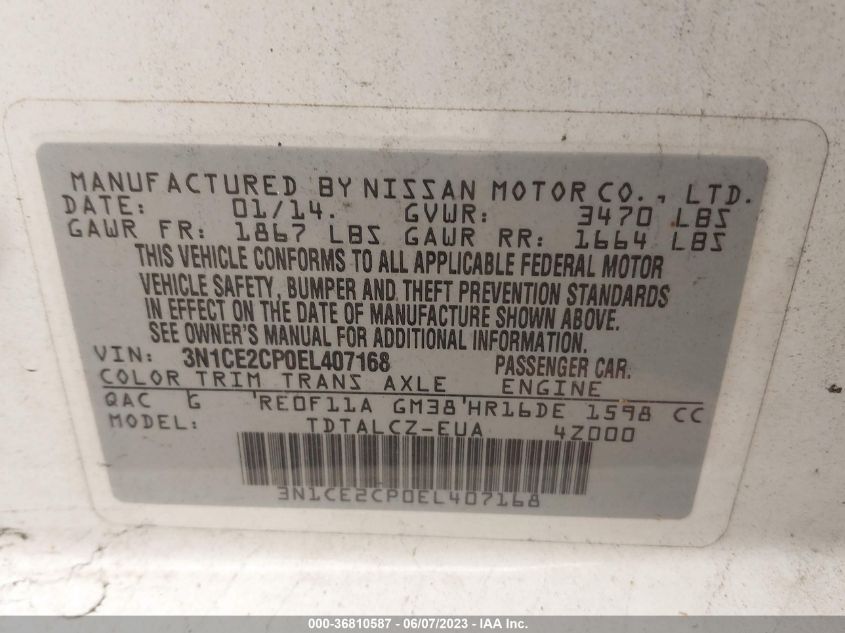 MANUFACTURED BY NISSAN MOTOR CO., LTD.
DATE: 01/14. GVWR: 3470 LBS
GAWR FR: 1867 LBS GAWR RR: 1664 LBS
THIS VEHICLE CONFORMS TO ALL APPLICABLE FEDERAL MOTOR
VEHICLE SAFETY, BUMPER AND THEFT PREVENTION STANDARDS
IN EFFECT ON THE DATE OF MANUFACTURE SHOWN ABOVE.
SEE OWNER'S MANUAL FOR ADDITIONAL INFORMATION.
VIN: 3N1CE2CP0EL407168 PASSENGER CAR.
COLOR TRIM TRANS AXLE ENGINE
QAC G 'RE0F11A GM38'HR16DE 1598 CC
MODEL: TDTALCZ-EUA 4Z000
3N1CE2CP0EL407168
000-36810587 - 06/07/2023 - IAA Inc.